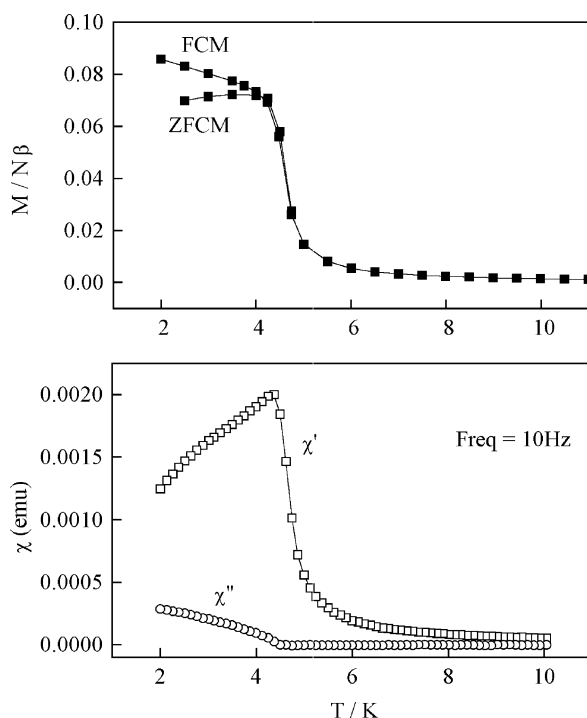 0.10
FCM
0.08
0.06
ZFCM
0.04
0.02
0.00
M / Nβ
2 4 6 8 10
0.0020
0.0015
0.0010
0.0005
0.0000
χ (emu)
χ'
Freq = 10Hz
χ"
2 4 6 8 10
T / K